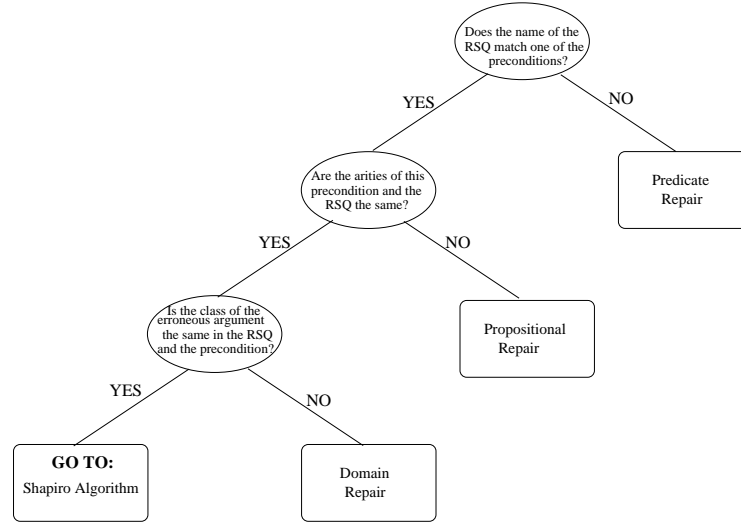 Does the name of the
RSQ match one of the
preconditions?
YES
NO
Are the arities of this
precondition and the
RSQ the same?
Predicate
Repair
YES
NO
Is the class of the
erroneous argument
the same in the RSQ
and the precondition?
Propositional
Repair
YES
NO
GO TO:
Shapiro Algorithm
Domain
Repair